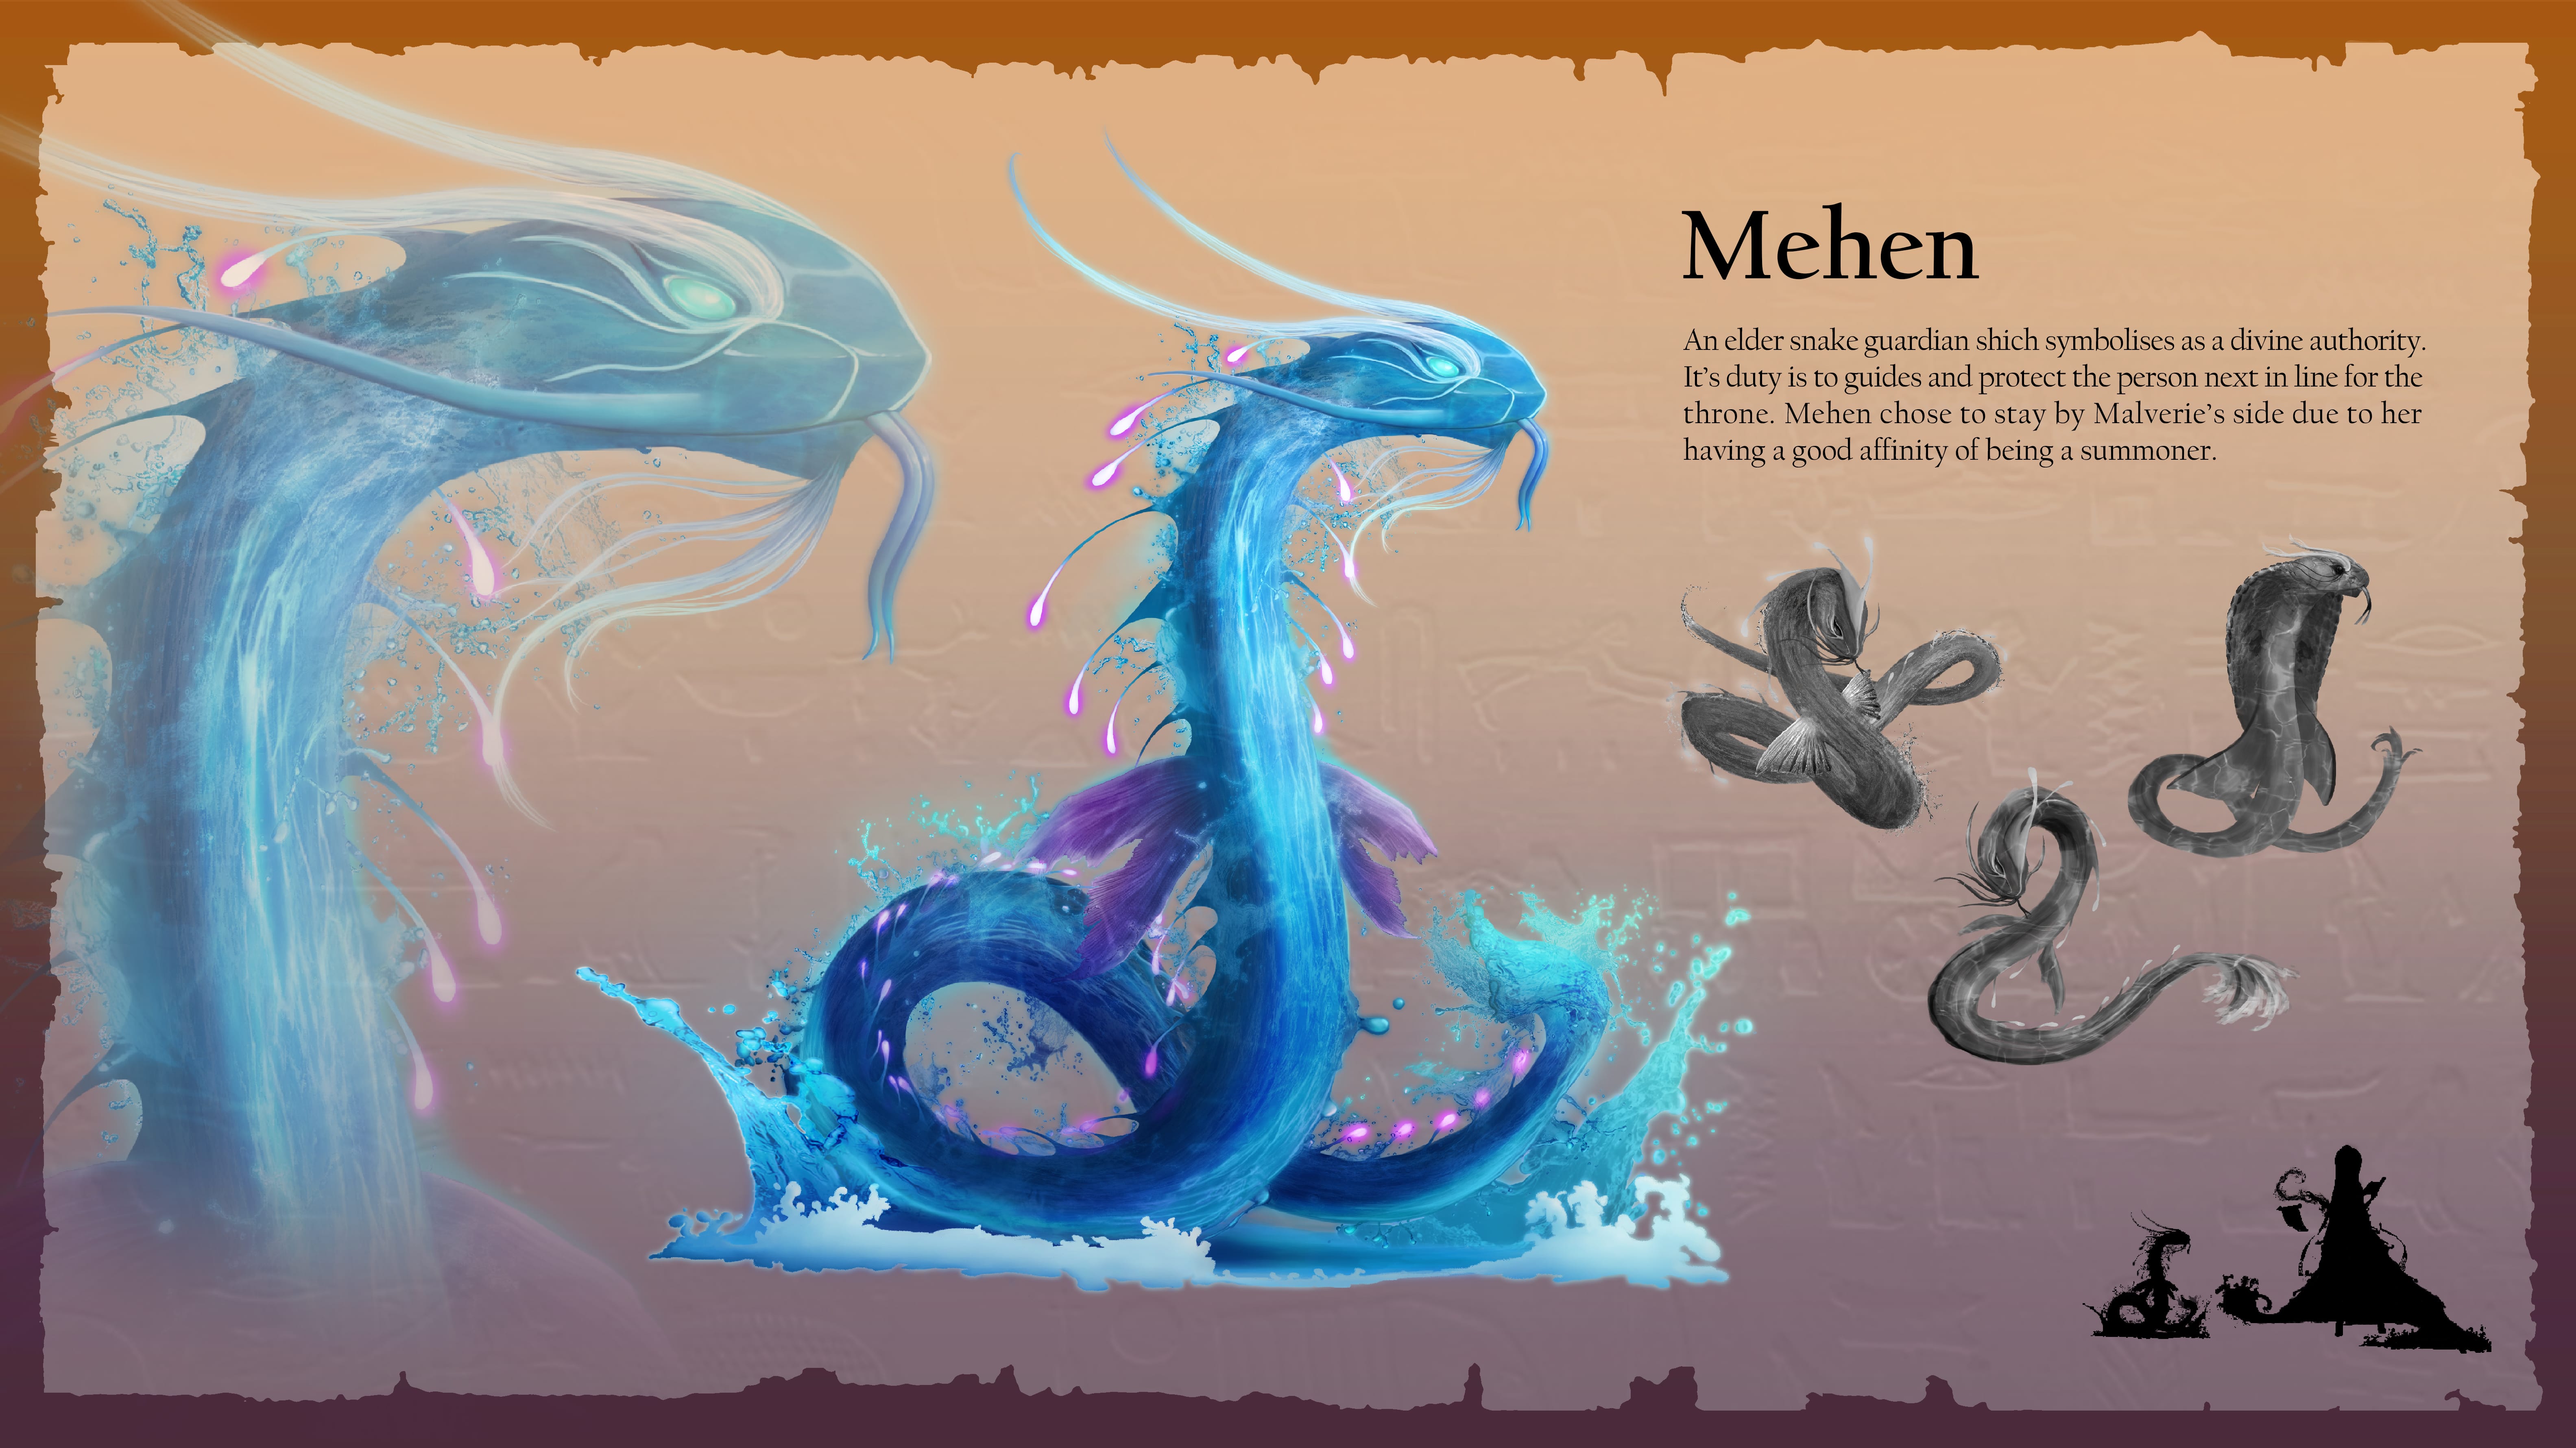 Mehen
An elder snake guardian shich symbolises as a divine authority.
It's duty is to guides and protect the person next in line for the
throne. Mehen chose to stay by Malverie's side due to her
having a good affinity of being a summoner.